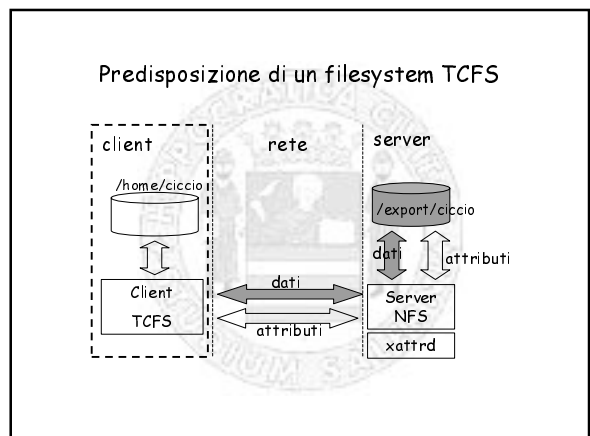 Predisposizione di un filesystem TCFS
client
rete
server
/home/ciccio
/export/ciccio
dati
attributi
Client
TCFS
dati
attributi
Server
NFS
xattrd